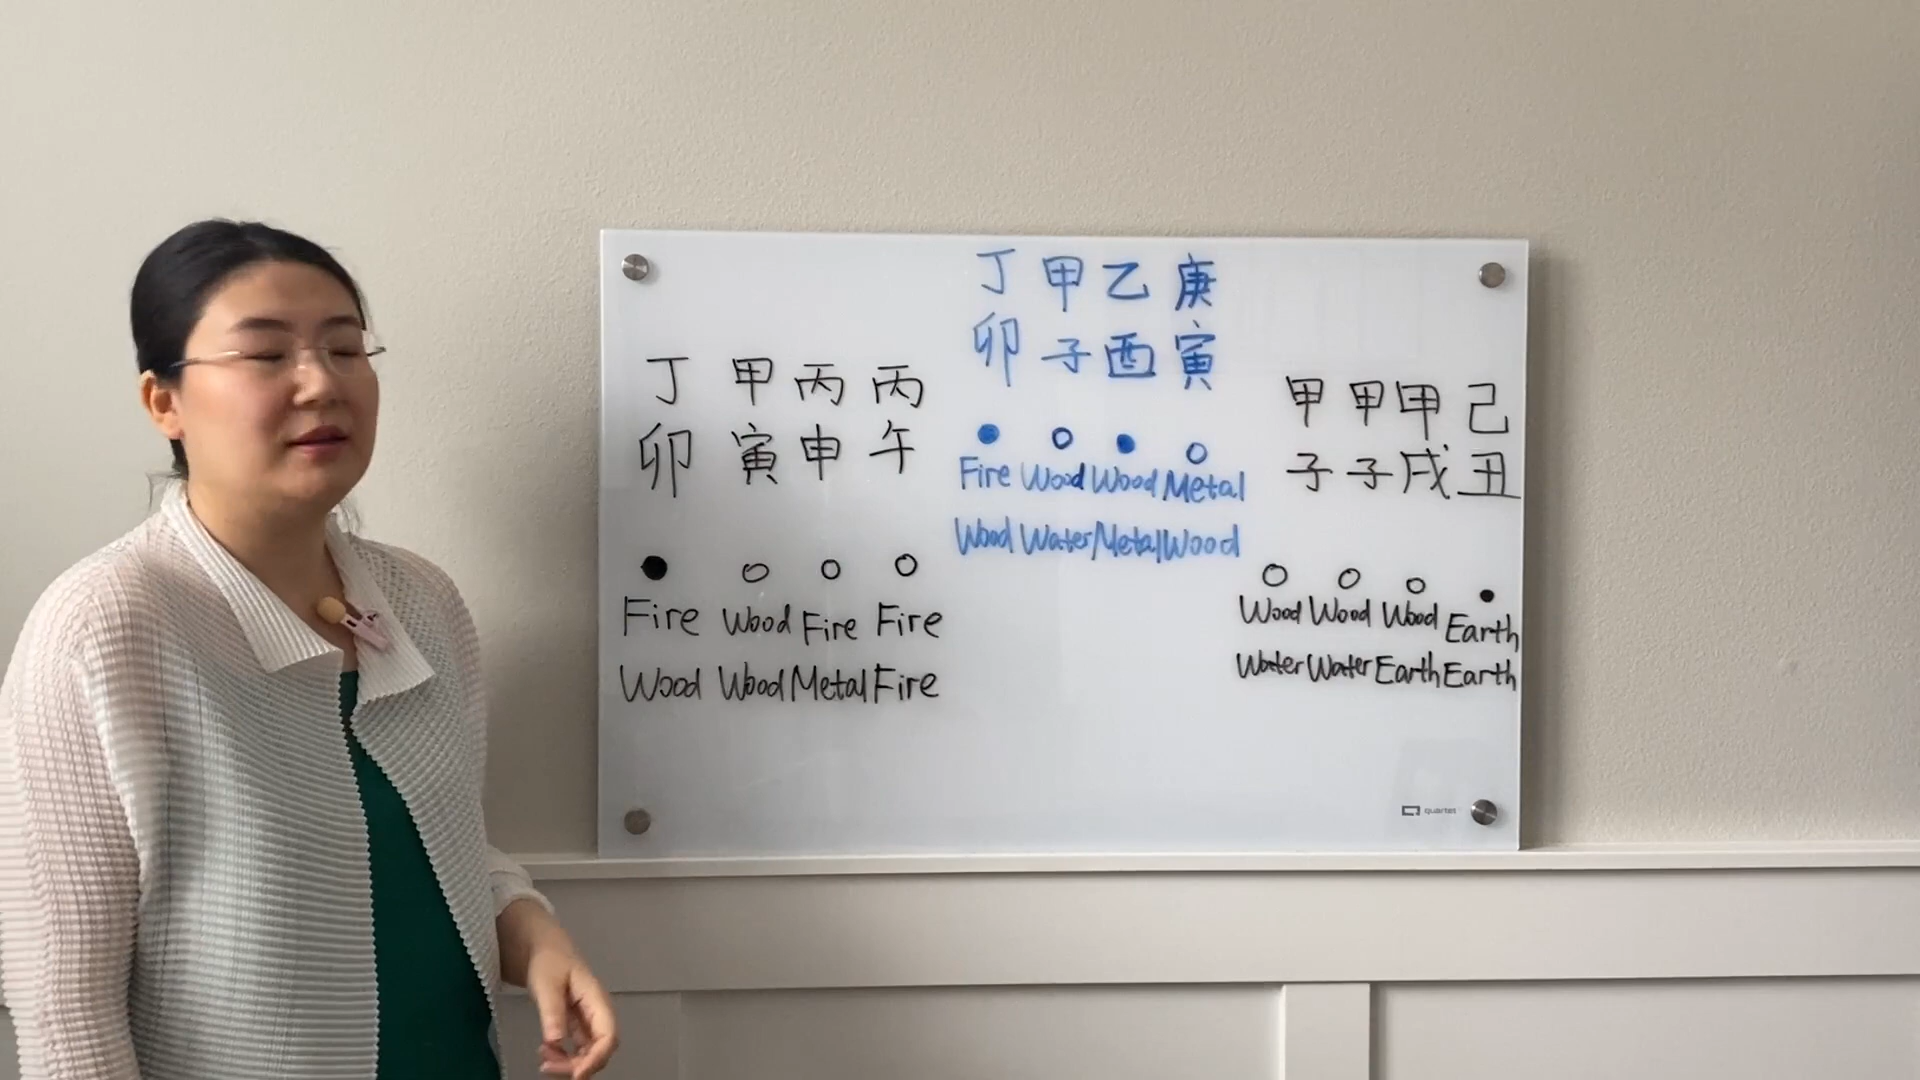 丁 甲 丙 丙
卯 寅 申 午
Fire Wood Fire Fire
Wood Wood Metal Fire
丁 甲 乙 庚
卯 子 酉 寅
Fire Wood Wood Metal
Wood Water Metal Wood
甲 甲 甲 己
子 子 戌 丑
Wood Wood Wood Earth
Water Water Earth Earth
quartet